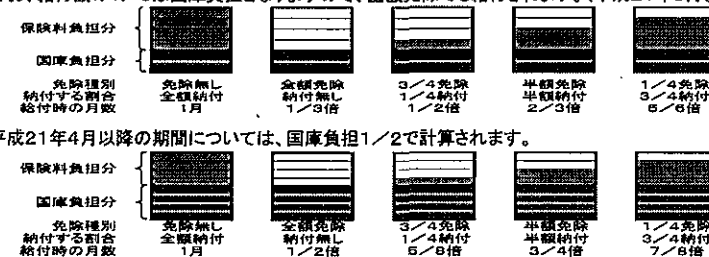 保険料負担分
国庫負担分
免除種別 免除無し 全額免除 3／4免除 半額免除 1／4免除
納付する割合 全額納付 納付無し 1／4納付 半額納付 3／4納付
給付時の月数 1月 1／3倍 1／2倍 2／3倍 5／6倍
平成21年4月以降の期間については、国庫負担1／2で計算されます。
保険料負担分
国庫負担分
免除種別 免除無し 全額免除 3／4免除 半額免除 1／4免除
納付する割合 全額納付 納付無し 1／4納付 半額納付 3／4納付
給付時の月数 1月 1／2倍 5／8倍 3／4倍 7／8倍